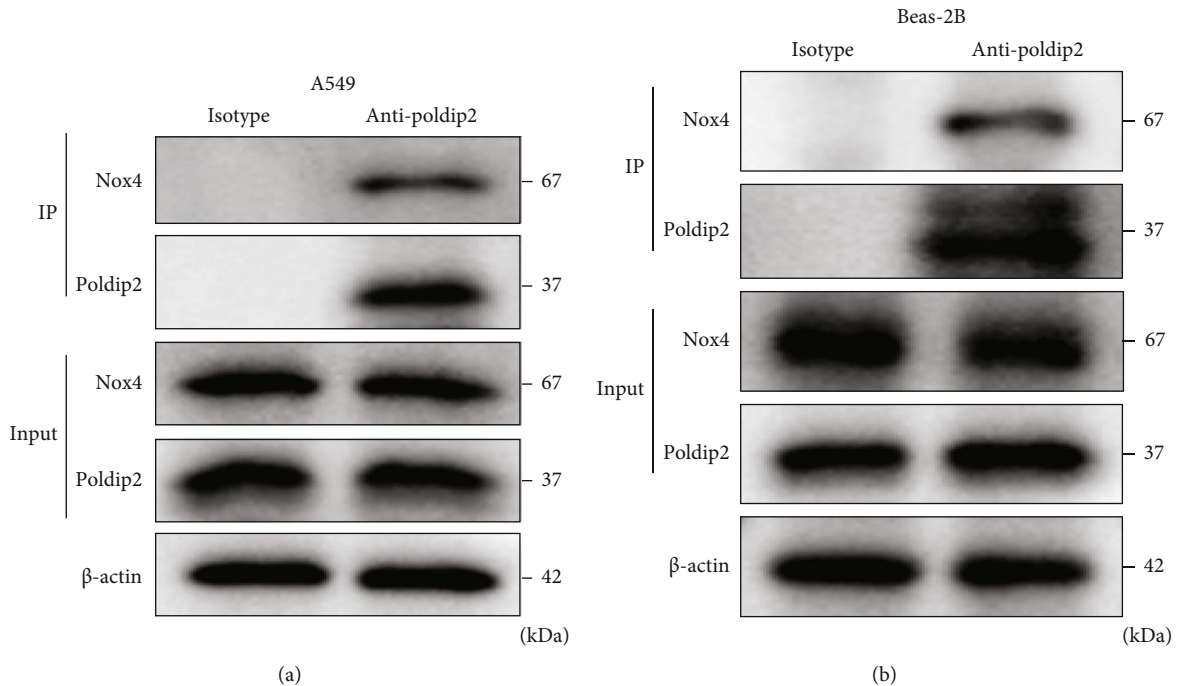 A549
Isotype Anti-poldip2
IP
Nox4 67
Poldip2 37
Input
Nox4 67
Poldip2 37
β-actin 42
(kDa)
(a)
Beas-2B
Isotype Anti-poldip2
IP
Nox4 67
Poldip2 37
Input
Nox4 67
Poldip2 37
β-actin 42
(kDa)
(b)